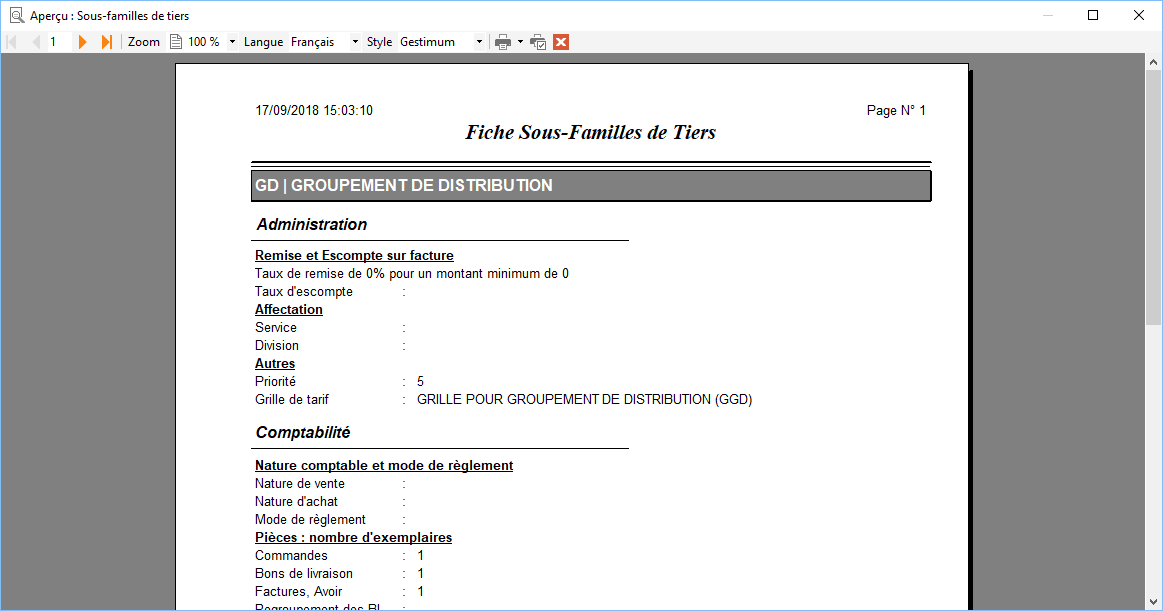 Aperçu : Sous-familles de tiers
1 Zoom 100 % Langue Français Style Gestimum
17/09/2018 15:03:10 Page N° 1
Fiche Sous-Familles de Tiers
GD | GROUPEMENT DE DISTRIBUTION
Administration
Remise et Escompte sur facture
Taux de remise de 0% pour un montant minimum de 0
Taux d'escompte :
Affectation
Service :
Division :
Autres
Priorité : 5
Grille de tarif : GRILLE POUR GROUPEMENT DE DISTRIBUTION (GGD)
Comptabilité
Nature comptable et mode de règlement
Nature de vente :
Nature d'achat :
Mode de règlement :
Pièces : nombre d'exemplaires
Commandes : 1
Bons de livraison : 1
Factures, Avoir : 1
Regroupement des BL :